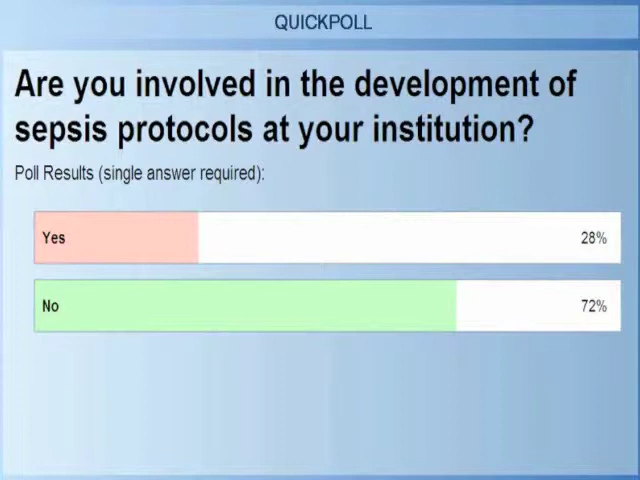 QUICKPOLL
Are you involved in the development of
sepsis protocols at your institution?
Poll Results (single answer required):
Yes 28%
No 72%